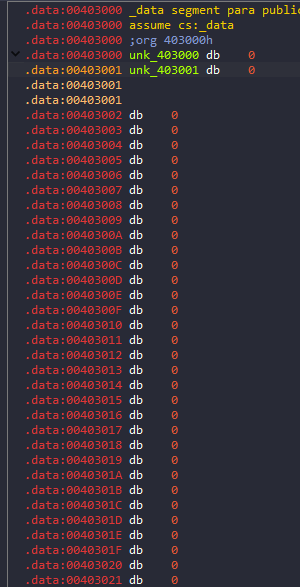 .data:00403000 _data segment para public
.data:00403000 assume cs:_data
.data:00403000 ;org 403000h
.data:00403000 unk_403000 db 0
.data:00403001 unk_403001 db 0
.data:00403001
.data:00403001
.data:00403002 db 0
.data:00403003 db 0
.data:00403004 db 0
.data:00403005 db 0
.data:00403006 db 0
.data:00403007 db 0
.data:00403008 db 0
.data:00403009 db 0
.data:0040300A db 0
.data:0040300B db 0
.data:0040300C db 0
.data:0040300D db 0
.data:0040300E db 0
.data:0040300F db 0
.data:00403010 db 0
.data:00403011 db 0
.data:00403012 db 0
.data:00403013 db 0
.data:00403014 db 0
.data:00403015 db 0
.data:00403016 db 0
.data:00403017 db 0
.data:00403018 db 0
.data:00403019 db 0
.data:0040301A db 0
.data:0040301B db 0
.data:0040301C db 0
.data:0040301D db 0
.data:0040301E db 0
.data:0040301F db 0
.data:00403020 db 0
.data:00403021 db 0